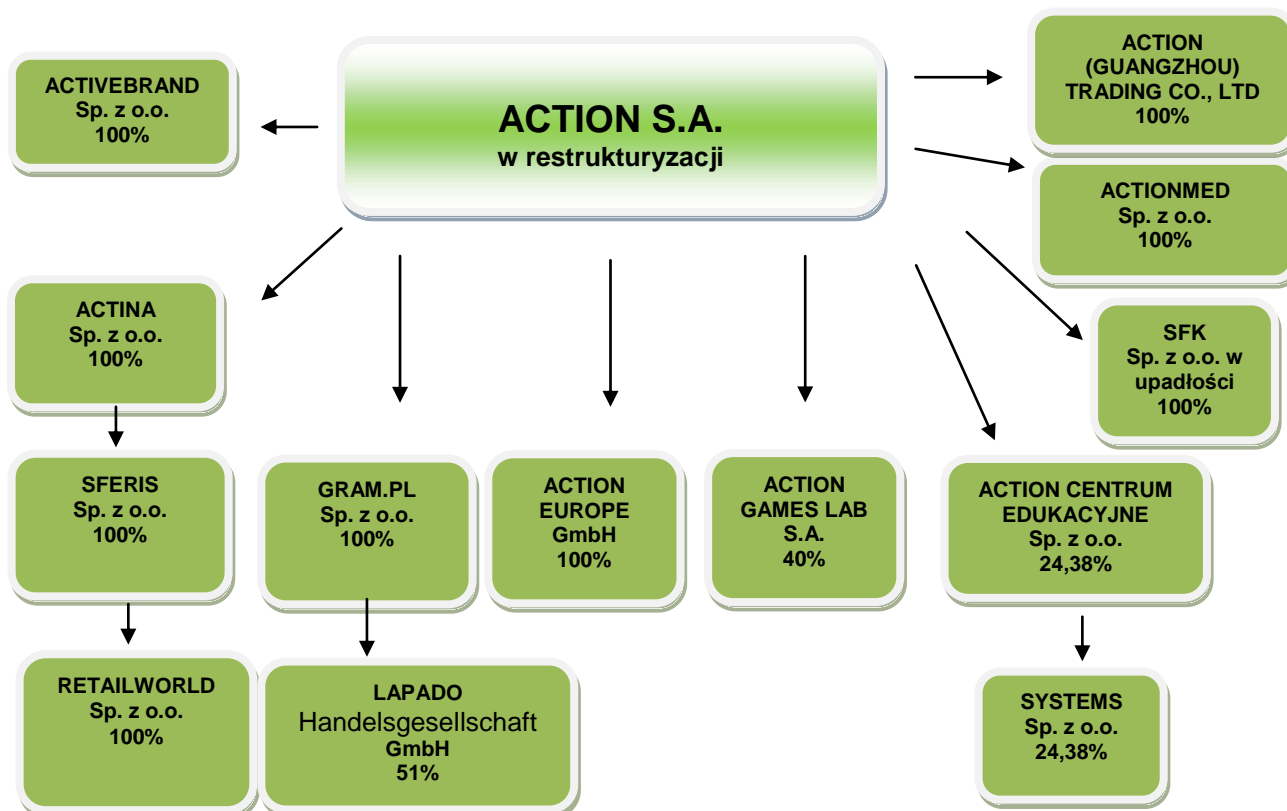 ACTION S.A.
w restrukturyzacji
ACTIVEBRAND
Sp. z o.o.
100%
ACTION
(GUANGZHOU)
TRADING CO., LTD
100%
ACTIONMED
Sp. z o.o.
100%
ACTINA
Sp. z o.o.
100%
SFK
Sp. z o.o. w
upadłości
100%
SFERIS
Sp. z o.o.
100%
GRAM.PL
Sp. z o.o.
100%
ACTION
EUROPE
GmbH
100%
ACTION
GAMES LAB
S.A.
40%
ACTION CENTRUM
EDUKACYJNE
Sp. z o.o.
24,38%
RETAILWORLD
Sp. z o.o.
100%
LAPADO
Handelsgesellschaft
GmbH
51%
SYSTEMS
Sp. z o.o.
24,38%